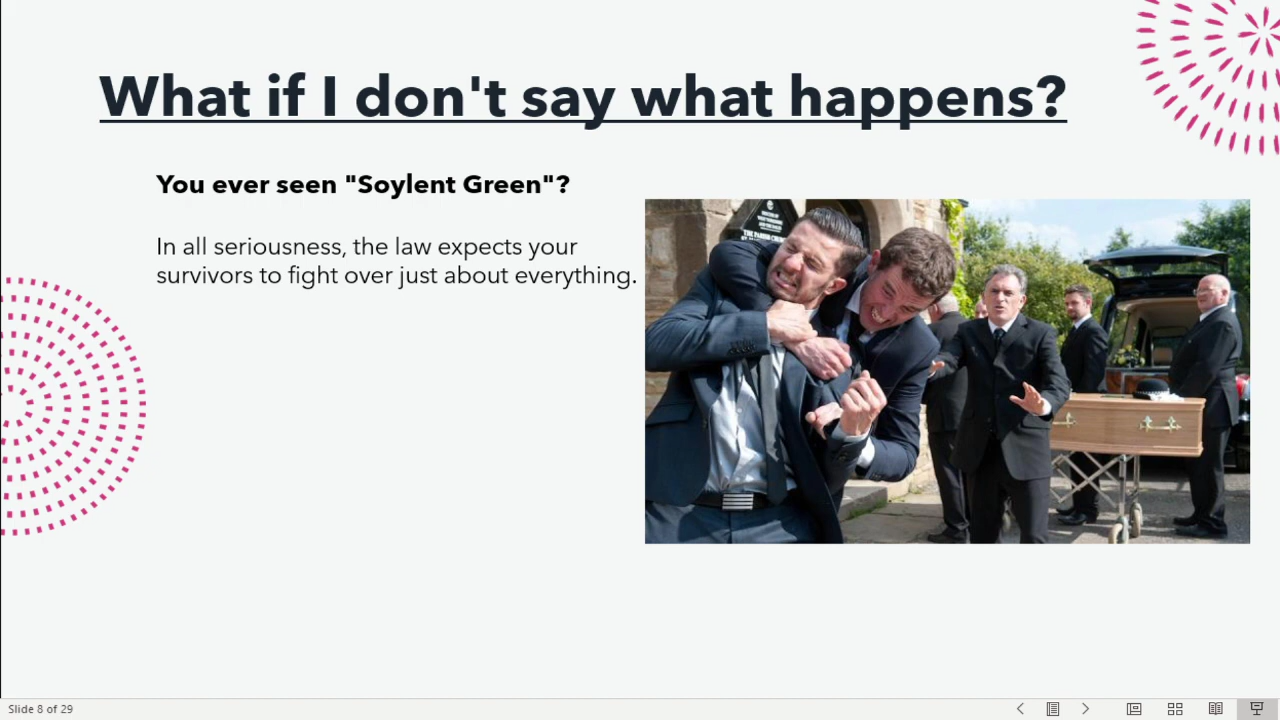 What if I don't say what happens?
You ever seen "Soylent Green"?
In all seriousness, the law expects your
survivors to fight over just about everything.
Slide 8 of 29